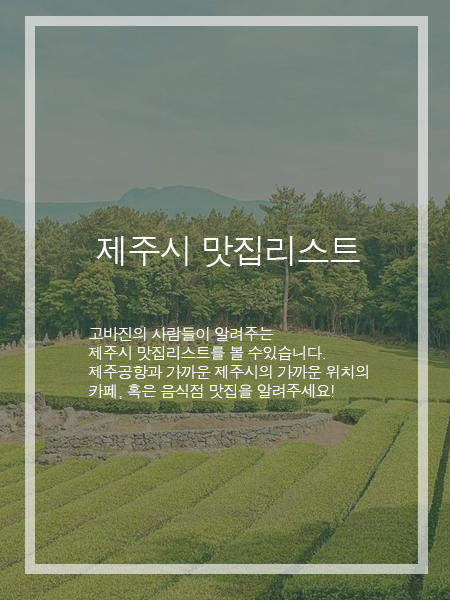 제주시 맛집리스트
고바진의 사람들이 알려주는
제주시 맛집리스트를 볼 수있습니다.
제주공항과 가까운 제주시의 가까운 위치의
카페, 혹은 음식점 맛집을 알려주세요!